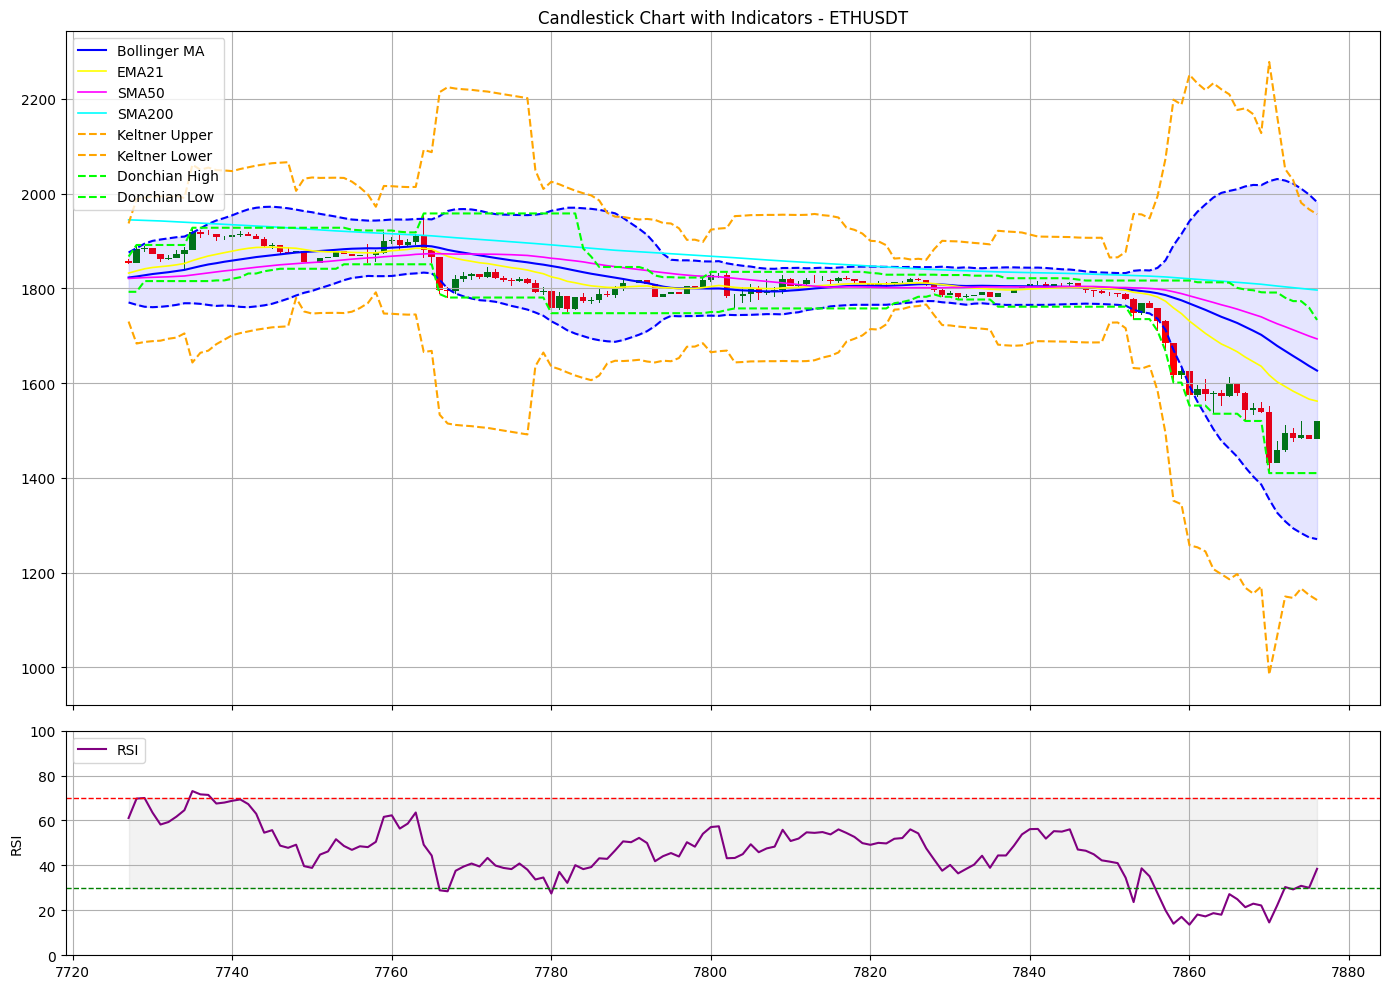 Candlestick Chart with Indicators - ETHUSDT
Bollinger MA
EMA21
SMA50
SMA200
Keltner Upper
Keltner Lower
Donchian High
Donchian Low
2200
2000
1800
1600
1400
1200
1000
RSI
100
80
60
40
20
0
RSI
7720 7740 7760 7780 7800 7820 7840 7860 7880